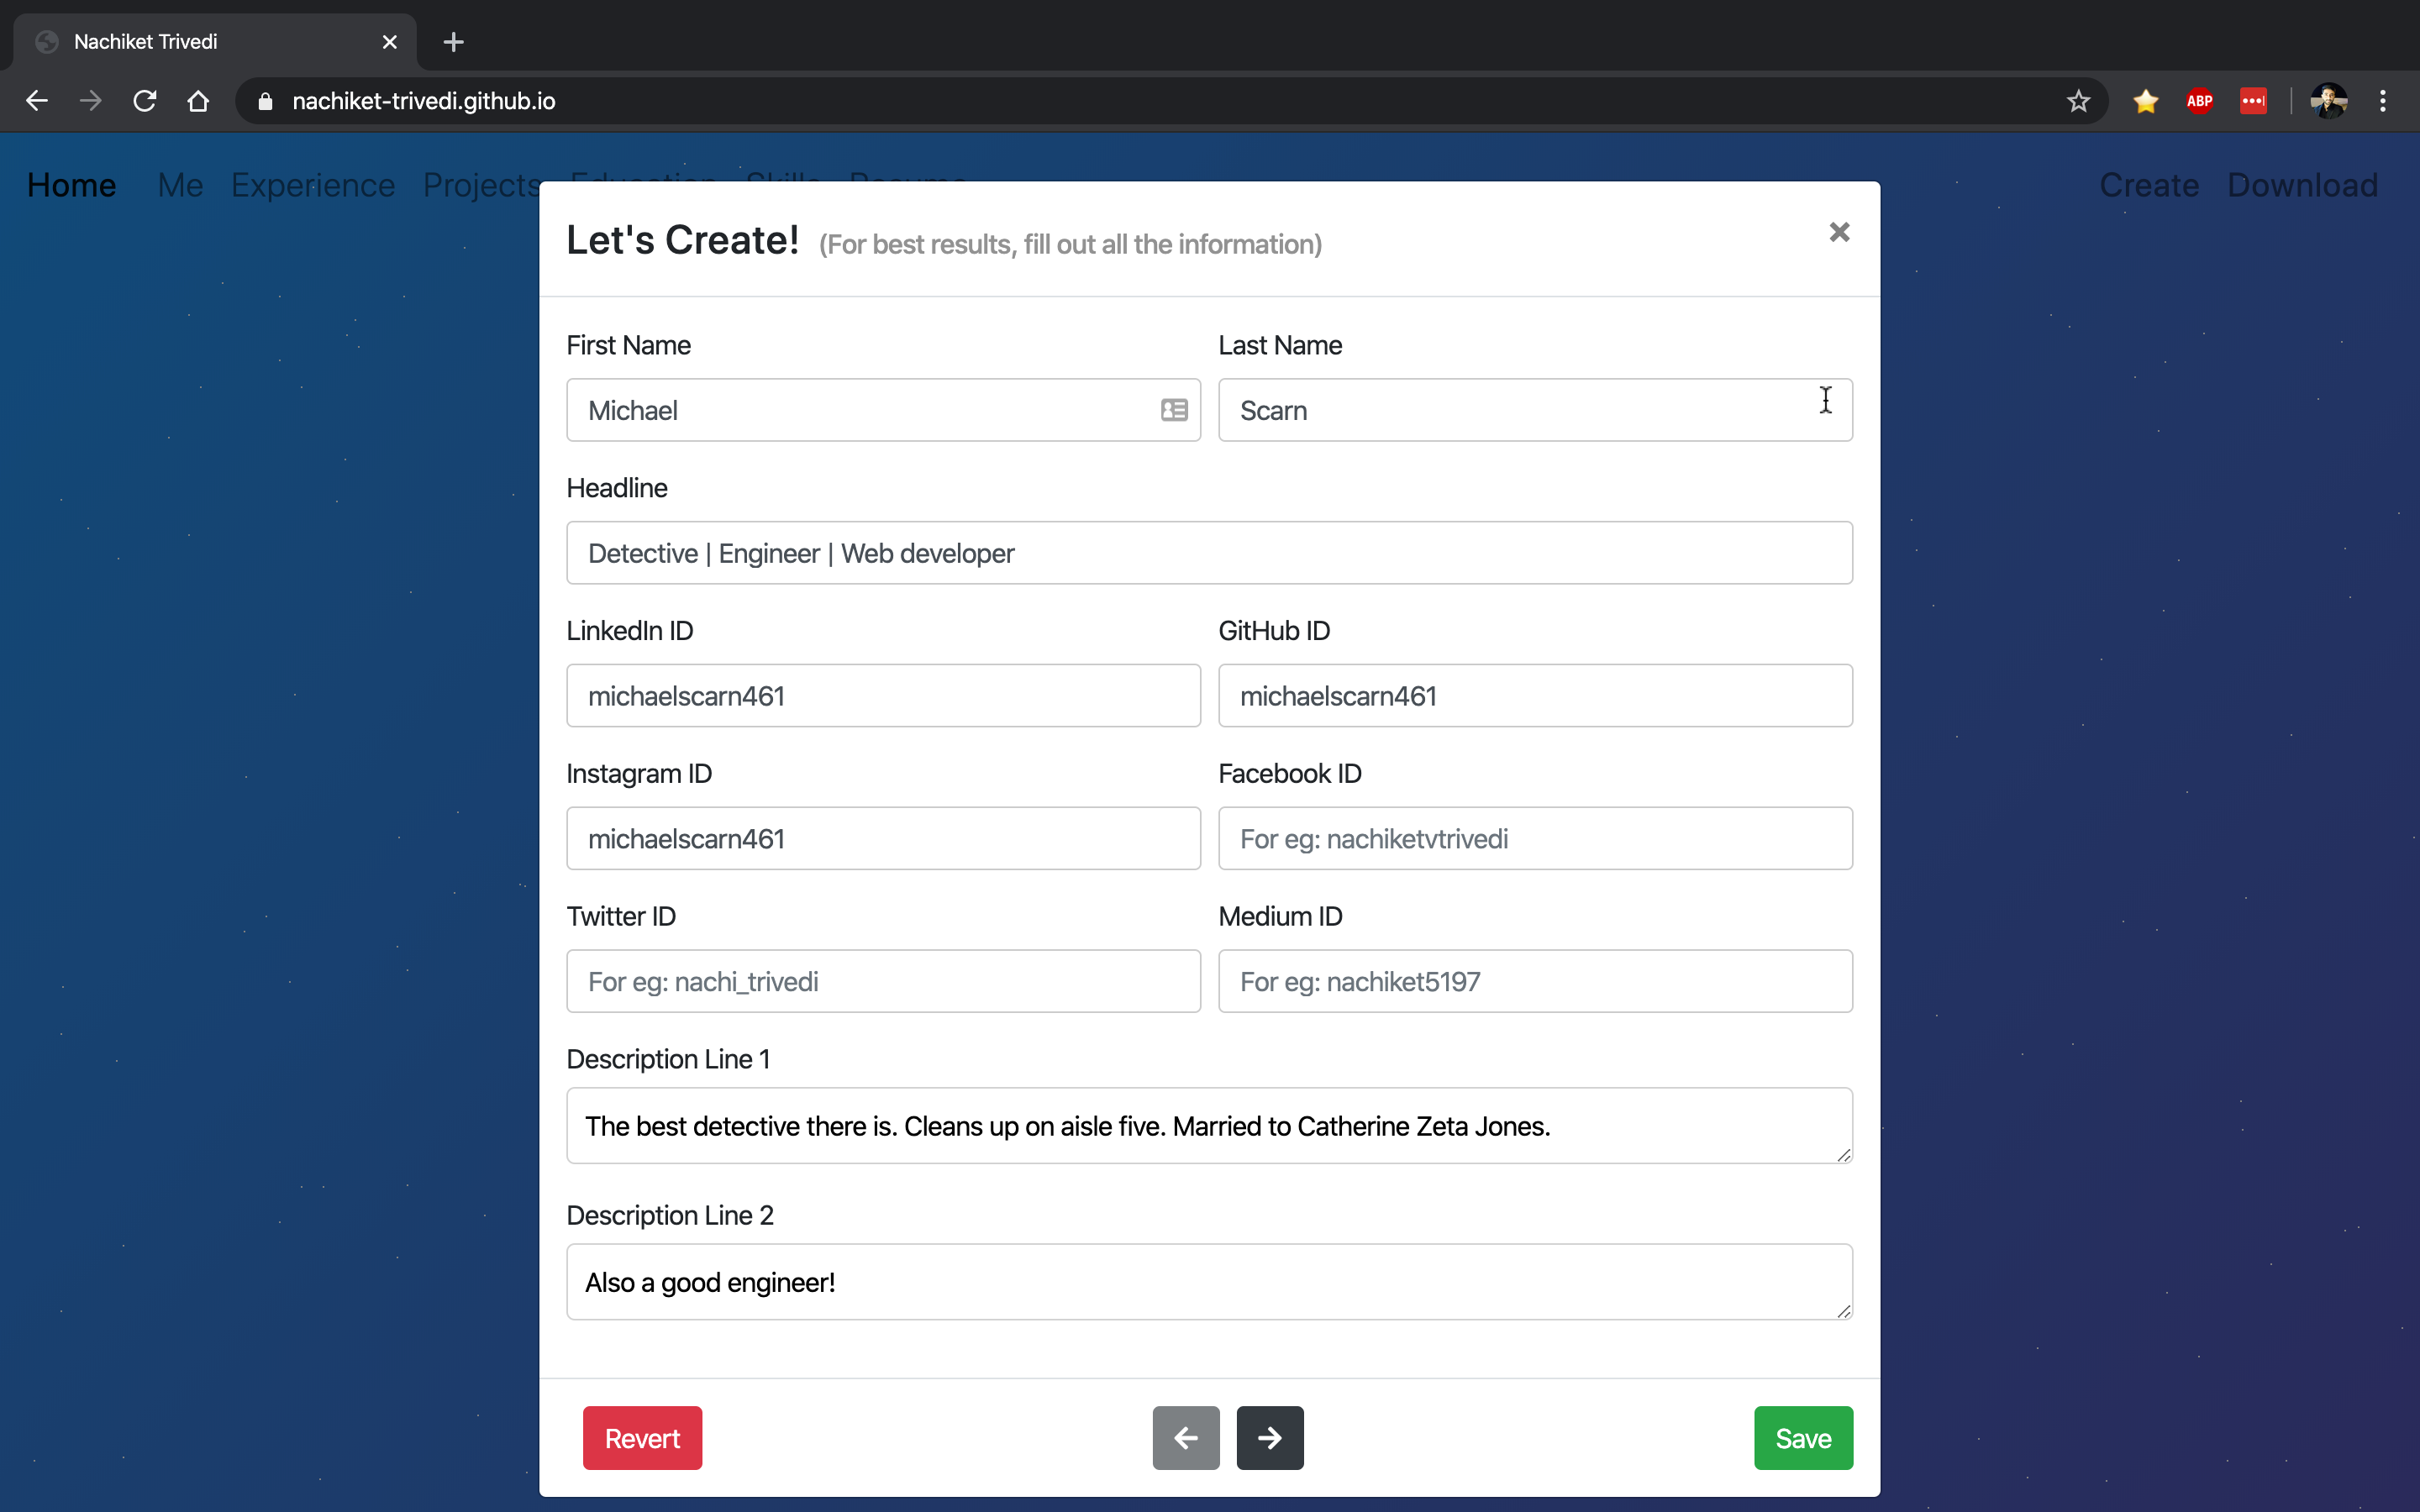 Nachiket Trivedi
nachiket-trivedi.github.io
ABP
Home Me Experience Projects Education Skills Resume Create Download
Let's Create! (For best results, fill out all the information)
First Name Last Name
Michael Scarn
Headline
Detective | Engineer | Web developer
LinkedIn ID GitHub ID
michaelscarn461 michaelscarn461
Instagram ID Facebook ID
michaelscarn461 For eg: nachiketvtrivedi
Twitter ID Medium ID
For eg: nachi_trivedi For eg: nachiket5197
Description Line 1
The best detective there is. Cleans up on aisle five. Married to Catherine Zeta Jones.
Description Line 2
Also a good engineer!
Revert Save